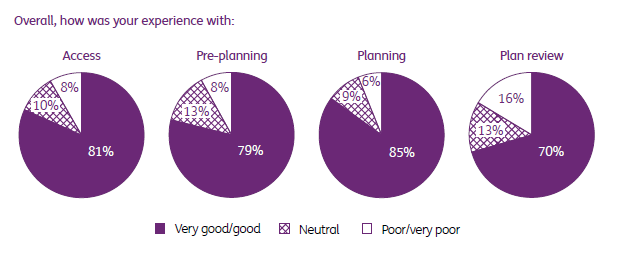 Overall, how was your experience with:
Access Pre-planning Planning Plan review
8% 8% 6% 16%
10% 13% 9% 13%
81% 79% 85% 70%
Very good/good Neutral Poor/very poor